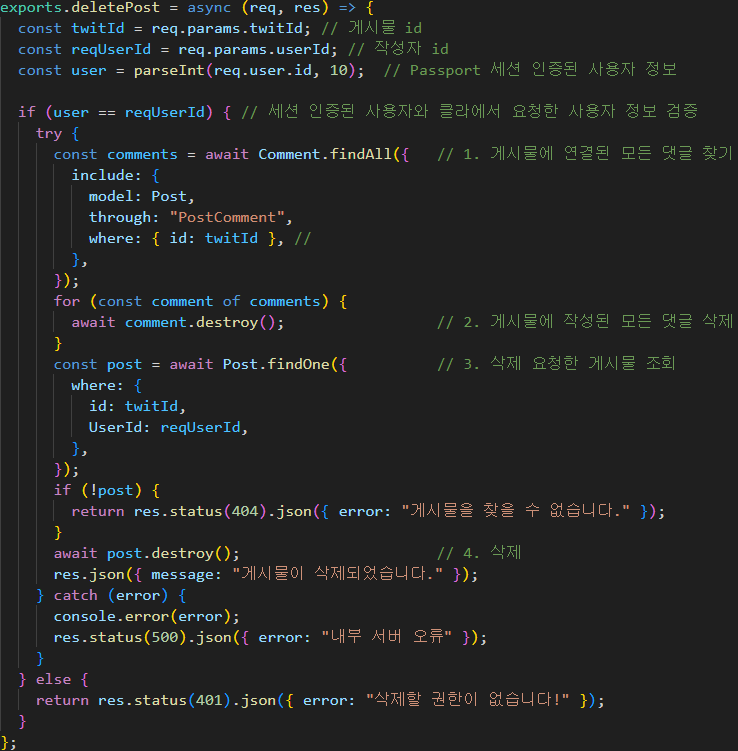 exports.deletePost = async (req, res) => {
  const twitId = req.params.twitId; // 게시물 id
  const reqUserId = req.params.userId; // 작성자 id
  const user = parseInt(req.user.id, 10);  // Passport 세션 인증된 사용자 정보

  if (user == reqUserId) { // 세션 인증된 사용자와 클라에서 요청한 사용자 정보 검증
    try {
      const comments = await Comment.findAll({   // 1. 게시물에 연결된 모든 댓글 찾기
        include: {
          model: Post,
          through: "PostComment",
          where: { id: twitId }, //
        },
      });
      for (const comment of comments) {
        await comment.destroy();                 // 2. 게시물에 작성된 모든 댓글 삭제
      }
      const post = await Post.findOne({          // 3. 삭제 요청한 게시물 조회
        where: {
          id: twitId,
          UserId: reqUserId,
        },
      });
      if (!post) {
        return res.status(404).json({ error: "게시물을 찾을 수 없습니다." });
      }
      await post.destroy();                      // 4. 삭제
      res.json({ message: "게시물이 삭제되었습니다." });
    } catch (error) {
      console.error(error);
      res.status(500).json({ error: "내부 서버 오류" });
    }
  } else {
    return res.status(401).json({ error: "삭제할 권한이 없습니다!" });
  }
};